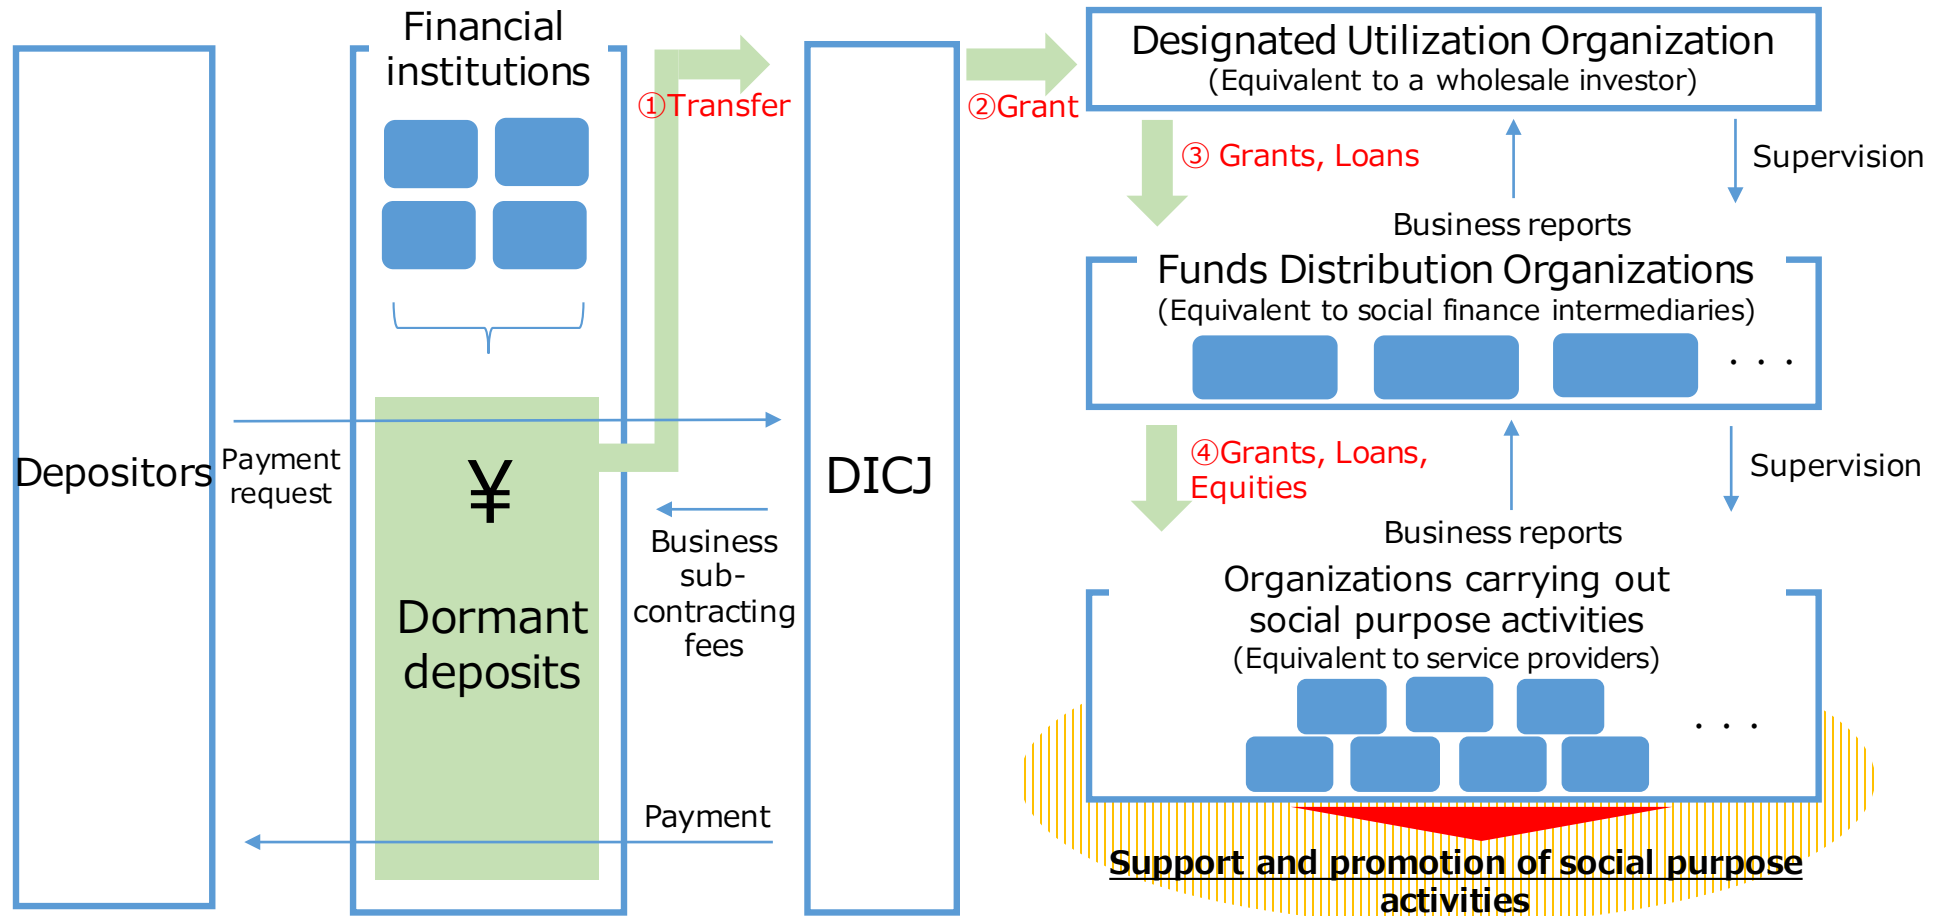 Depositors
Payment
request
Financial
institutions
¥
Dormant
deposits
①Transfer
Business
sub-
contracting
fees
Payment
DICJ
②Grant
Designated Utilization Organization
(Equivalent to a wholesale investor)
③ Grants, Loans
Supervision
Business reports
Funds Distribution Organizations
(Equivalent to social finance intermediaries)
・・・
④Grants, Loans,
Equities
Supervision
Business reports
Organizations carrying out
social purpose activities
(Equivalent to service providers)
・・・
Support and promotion of social purpose
activities